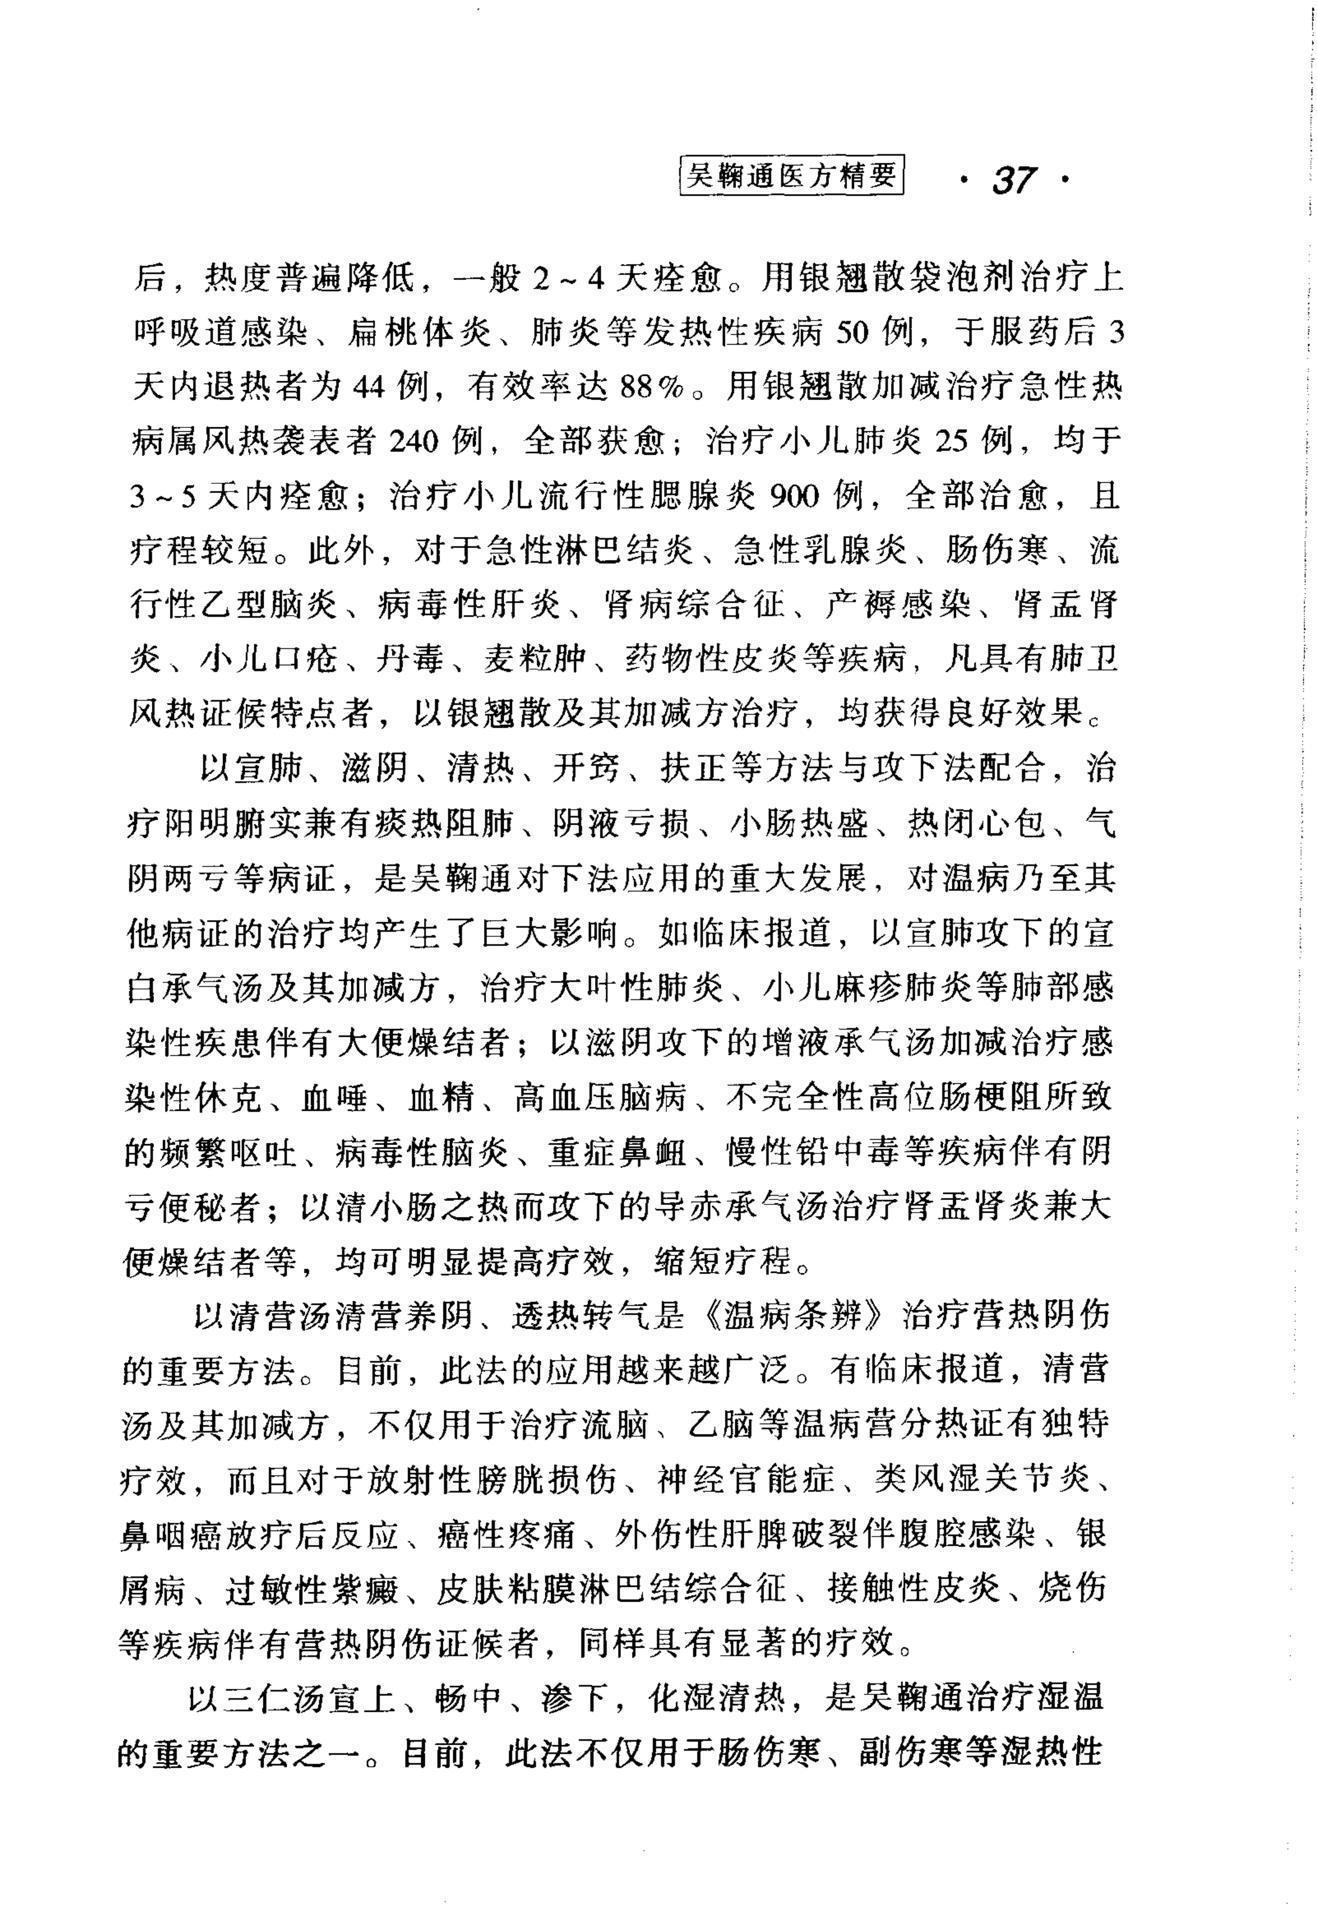 吴鞠通医方精要 · 37 ·
后，热度普遍降低，一般 2～4 天痊愈。用银翘散袋泡剂治疗上
呼吸道感染、扁桃体炎、肺炎等发热性疾病 50 例，于服药后 3
天内退热者为 44 例，有效率达 88%。用银翘散加减治疗急性热
病属风热袭表者 240 例，全部获愈；治疗小儿肺炎 25 例，均于
3～5 天内痊愈；治疗小儿流行性腮腺炎 900 例，全部治愈，且
疗程较短。此外，对于急性淋巴结炎、急性乳腺炎、肠伤寒、流
行性乙型脑炎、病毒性肝炎、肾病综合征、产褥感染、肾盂肾
炎、小儿口疮、丹毒、麦粒肿、药物性皮炎等疾病，凡具有肺卫
风热证候特点者，以银翘散及其加减方治疗，均获得良好效果。
以宣肺、滋阴、清热、开窍、扶正等方法与攻下法配合，治
疗阳明腑实兼有痰热阻肺、阴液亏损、小肠热盛、热闭心包、气
阴两亏等病证，是吴鞠通对下法应用的重大发展，对温病乃至其
他病证的治疗均产生了巨大影响。如临床报道，以宣肺攻下的宣
白承气汤及其加减方，治疗大叶性肺炎、小儿麻疹肺炎等肺部感
染性疾患伴有大便燥结者；以滋阴攻下的增液承气汤加减治疗感
染性休克、血唾、血精、高血压脑病、不完全性高位肠梗阻所致
的频繁呕吐、病毒性脑炎、重症鼻衄、慢性铅中毒等疾病伴有阴
亏便秘者；以清小肠之热而攻下的导赤承气汤治疗肾盂肾炎兼大
便燥结者等，均可明显提高疗效，缩短疗程。
以清营汤清营养阴、透热转气是《温病条辨》治疗营热阴伤
的重要方法。目前，此法的应用越来越广泛。有临床报道，清营
汤及其加减方，不仅用于治疗流脑、乙脑等温病营分热证有独特
疗效，而且对于放射性膀胱损伤、神经官能症、类风湿关节炎、
鼻咽癌放疗后反应、癌性疼痛、外伤性肝脾破裂伴腹腔感染、银
屑病、过敏性紫癜、皮肤粘膜淋巴结综合征、接触性皮炎、烧伤
等疾病伴有营热阴伤证候者，同样具有显著的疗效。
以三仁汤宣上、畅中、渗下，化湿清热，是吴鞠通治疗湿温
的重要方法之一。目前，此法不仅用于肠伤寒、副伤寒等湿热性